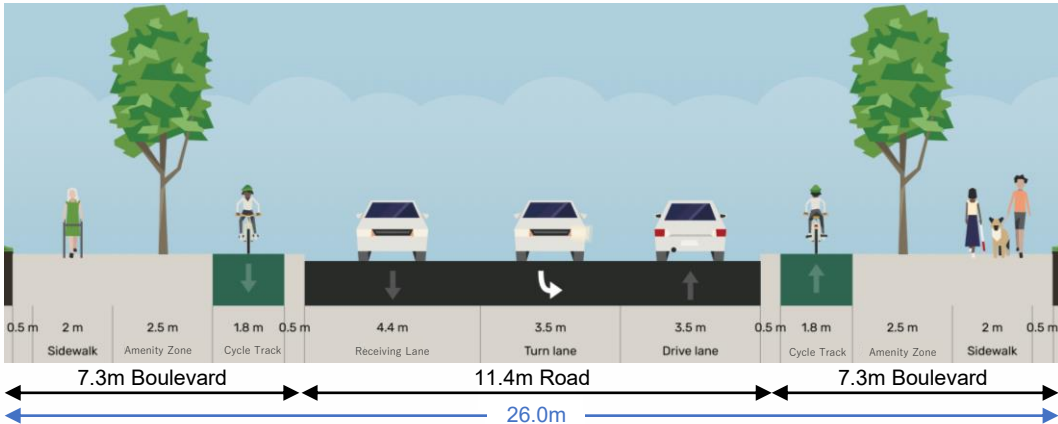 0.5 m 2 m 2.5 m 1.8 m 0.5 m 4.4 m 3.5 m 3.5 m 0.5 m 1.8 m 2.5 m 2 m 0.5 m
Sidewalk Amenity Zone Cycle Track Receiving Lane Turn lane Drive lane Cycle Track Amenity Zone Sidewalk
7.3m Boulevard 11.4m Road 7.3m Boulevard
26.0m